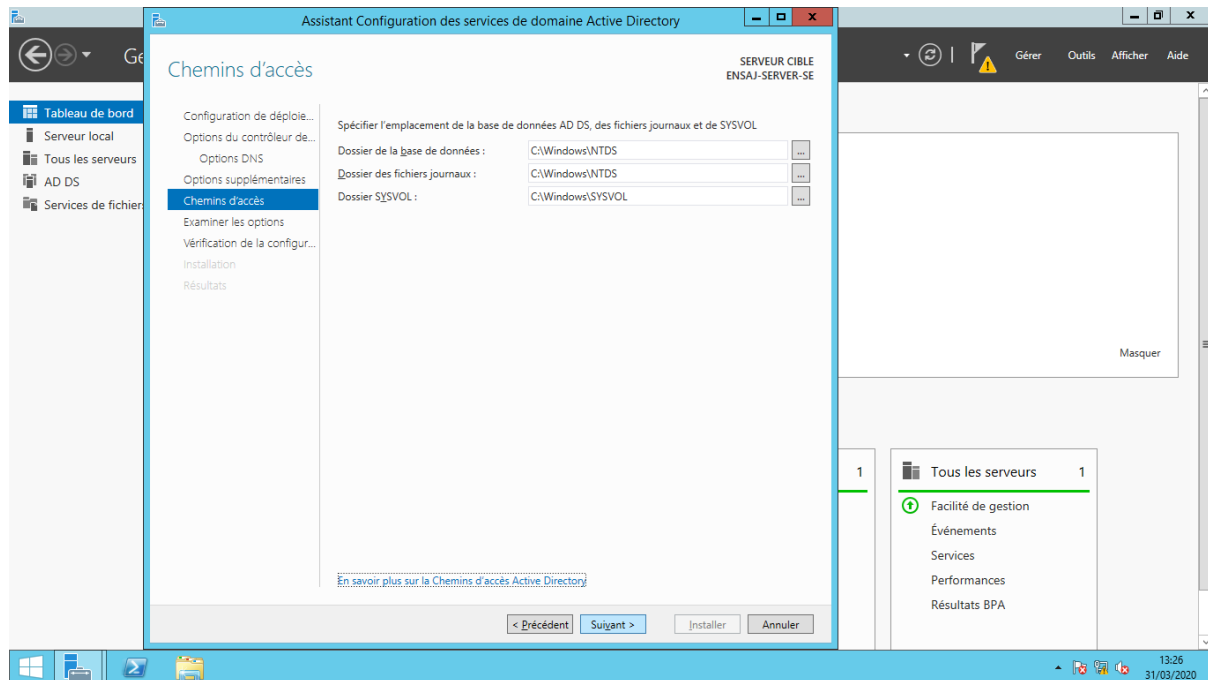 Assistant Configuration des services de domaine Active Directory
Gérer Outils Afficher Aide
Chemins d'accès
SERVEUR CIBLE
ENSAJ-SERVER-SE
Tableau de bord
Serveur local
Tous les serveurs
AD DS
Configuration de déploie...
Options du contrôleur de...
Options DNS
Options supplémentaires
Chemins d'accès
Examiner les options
Vérification de la configur...
Installation
Résultats
Spécifier l'emplacement de la base de données AD DS, des fichiers journaux et de SYSVOL
Dossier de la base de données : C:\Windows\NTDS ...
Dossier des fichiers journaux : C:\Windows\NTDS ...
Dossier SYSVOL : C:\Windows\SYSVOL ...
En savoir plus sur la Chemins d'accès Active Directory
< Précédent Suivant > Installer Annuler
Masquer
1
Tous les serveurs 1
Facilité de gestion
Événements
Services
Performances
Résultats BPA
13:26
31/03/2020